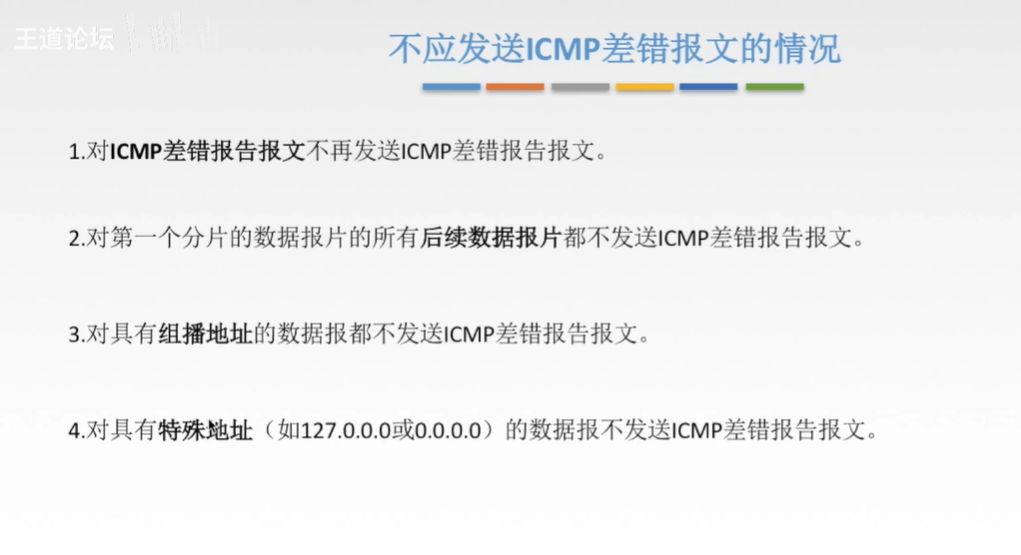 王道论坛
不应发送ICMP差错报文的情况
1.对ICMP差错报告报文不再发送ICMP差错报告报文。
2.对第一个分片的数据报片的所有后续数据报片都不发送ICMP差错报告报文。
3.对具有组播地址的数据报都不发送ICMP差错报告报文。
4.对具有特殊地址（如127.0.0.0或0.0.0.0）的数据报不发送ICMP差错报告报文。